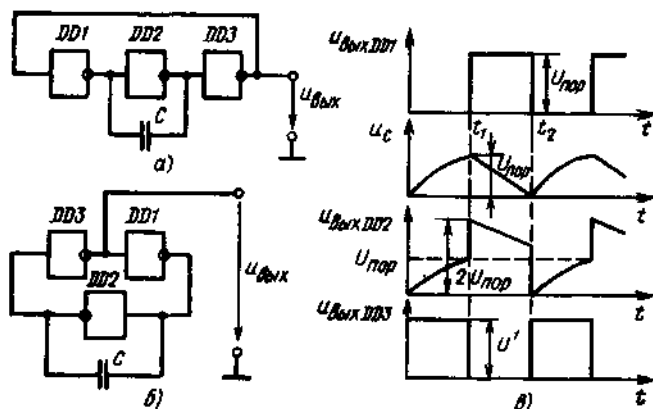 DD1 DD2 DD3
C
uвых
а)
DD3 DD1
DD2
uвых
C
б)
uвых DD1
Uпор
t1 t2 t
uC
Uпор
t
uвых DD2
Uпор
2Uпор
t
uвых DD3
U¹
t
в)